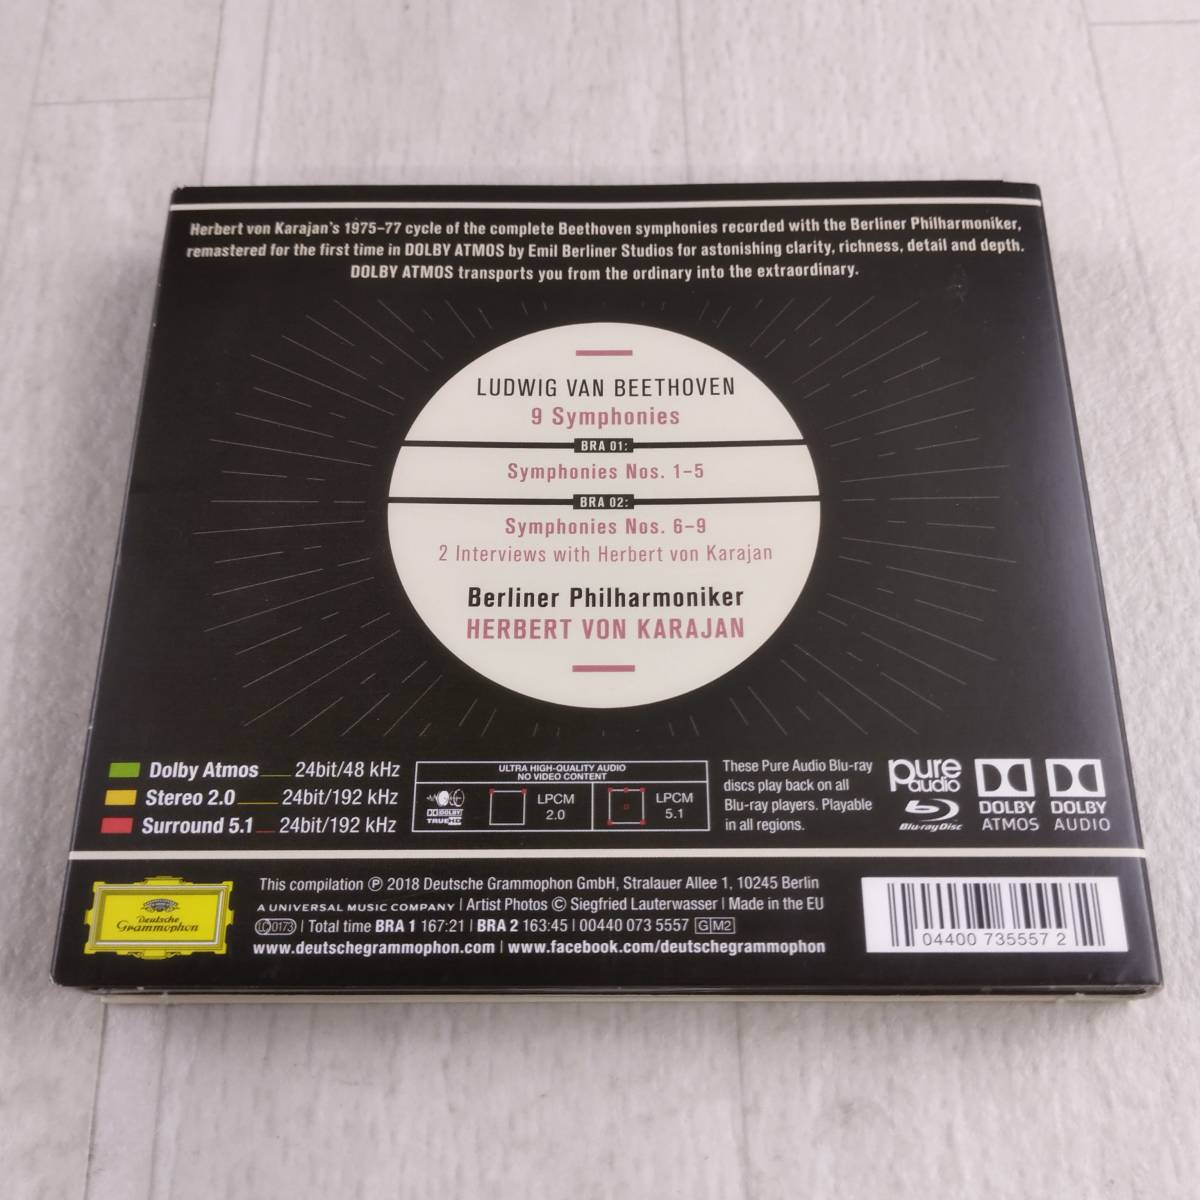 Herbert von Karajan's 1975–77 cycle of the complete Beethoven symphonies recorded with the Berliner Philharmoniker,
remastered for the first time in DOLBY ATMOS by Emil Berliner Studios for astonishing clarity, richness, detail and depth.
DOLBY ATMOS transports you from the ordinary into the extraordinary.
LUDWIG VAN BEETHOVEN
9 Symphonies
BRA 01:
Symphonies Nos. 1–5
BRA 02:
Symphonies Nos. 6–9
2 Interviews with Herbert von Karajan
Berliner Philharmoniker
HERBERT VON KARAJAN
Dolby Atmos 24bit/48 kHz
Stereo 2.0 24bit/192 kHz
Surround 5.1 24bit/192 kHz
ULTRA HIGH-QUALITY AUDIO
NO VIDEO CONTENT
DOLBY
TRUEHD
LPCM
2.0
LPCM
5.1
These Pure Audio Blu-ray
discs play back on all
Blu-ray players. Playable
in all regions.
pure
audio
Blu-ray Disc
DOLBY
ATMOS
DOLBY
AUDIO
Deutsche
Grammophon
This compilation ℗ 2018 Deutsche Grammophon GmbH, Stralauer Allee 1, 10245 Berlin
A UNIVERSAL MUSIC COMPANY | Artist Photos © Siegfried Lauterwasser | Made in the EU
LC 0173 | Total time BRA 1 167:21 | BRA 2 163:45 | 00440 073 5557 GM2
www.deutschegrammophon.com | www.facebook.com/deutschegrammophon
04400 735557 2